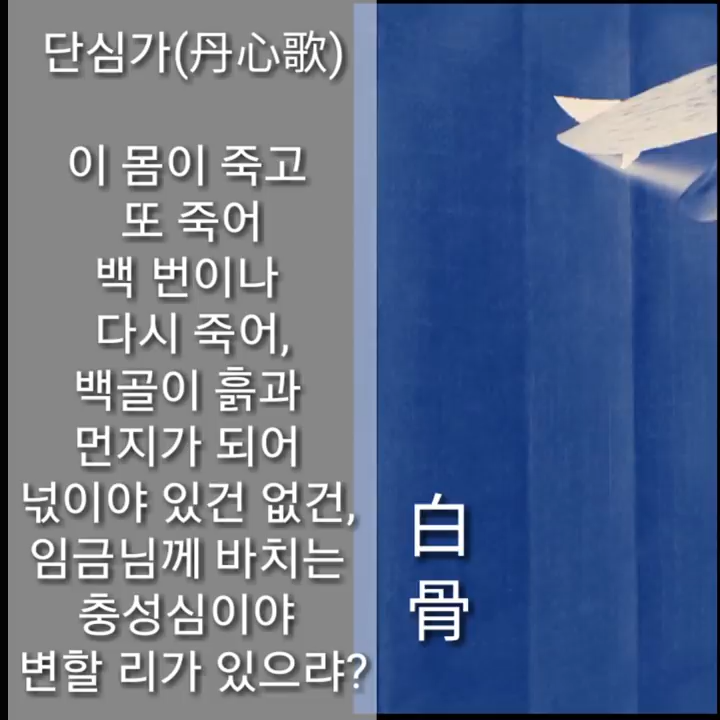 단심가(丹心歌)
이 몸이 죽고
또 죽어
백 번이나
다시 죽어,
백골이 흙과
먼지가 되어
넋이야 있건 없건,
임금님께 바치는
충성심이야
변할 리가 있으랴?
白
骨